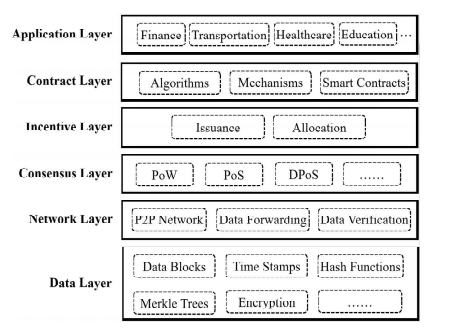 Application Layer Finance Transportation Healthcare Education ...
Contract Layer Algorithms Mechanisms Smart Contracts
Incentive Layer Issuance Allocation
Consensus Layer PoW PoS DPoS ......
Network Layer P2P Network Data Forwarding Data Verification
Data Blocks Time Stamps Hash Functions
Data Layer
Merkle Trees Encryption ......